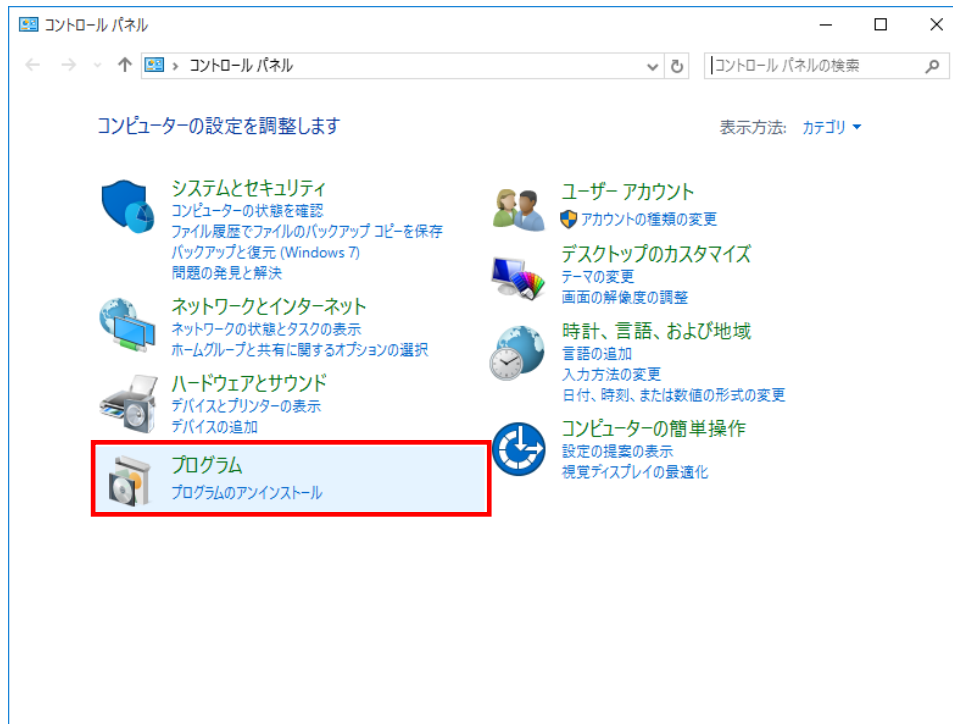 コントロール パネル
コントロール パネル
コントロール パネルの検索
コンピューターの設定を調整します
表示方法: カテゴリ
システムとセキュリティ
コンピューターの状態を確認
ファイル履歴でファイルのバックアップ コピーを保存
バックアップと復元 (Windows 7)
問題の発見と解決
ネットワークとインターネット
ネットワークの状態とタスクの表示
ホームグループと共有に関するオプションの選択
ハードウェアとサウンド
デバイスとプリンターの表示
デバイスの追加
プログラム
プログラムのアンインストール
ユーザー アカウント
アカウントの種類の変更
デスクトップのカスタマイズ
テーマの変更
画面の解像度の調整
時計、言語、および地域
言語の追加
入力方法の変更
日付、時刻、または数値の形式の変更
コンピューターの簡単操作
設定の提案の表示
視覚ディスプレイの最適化